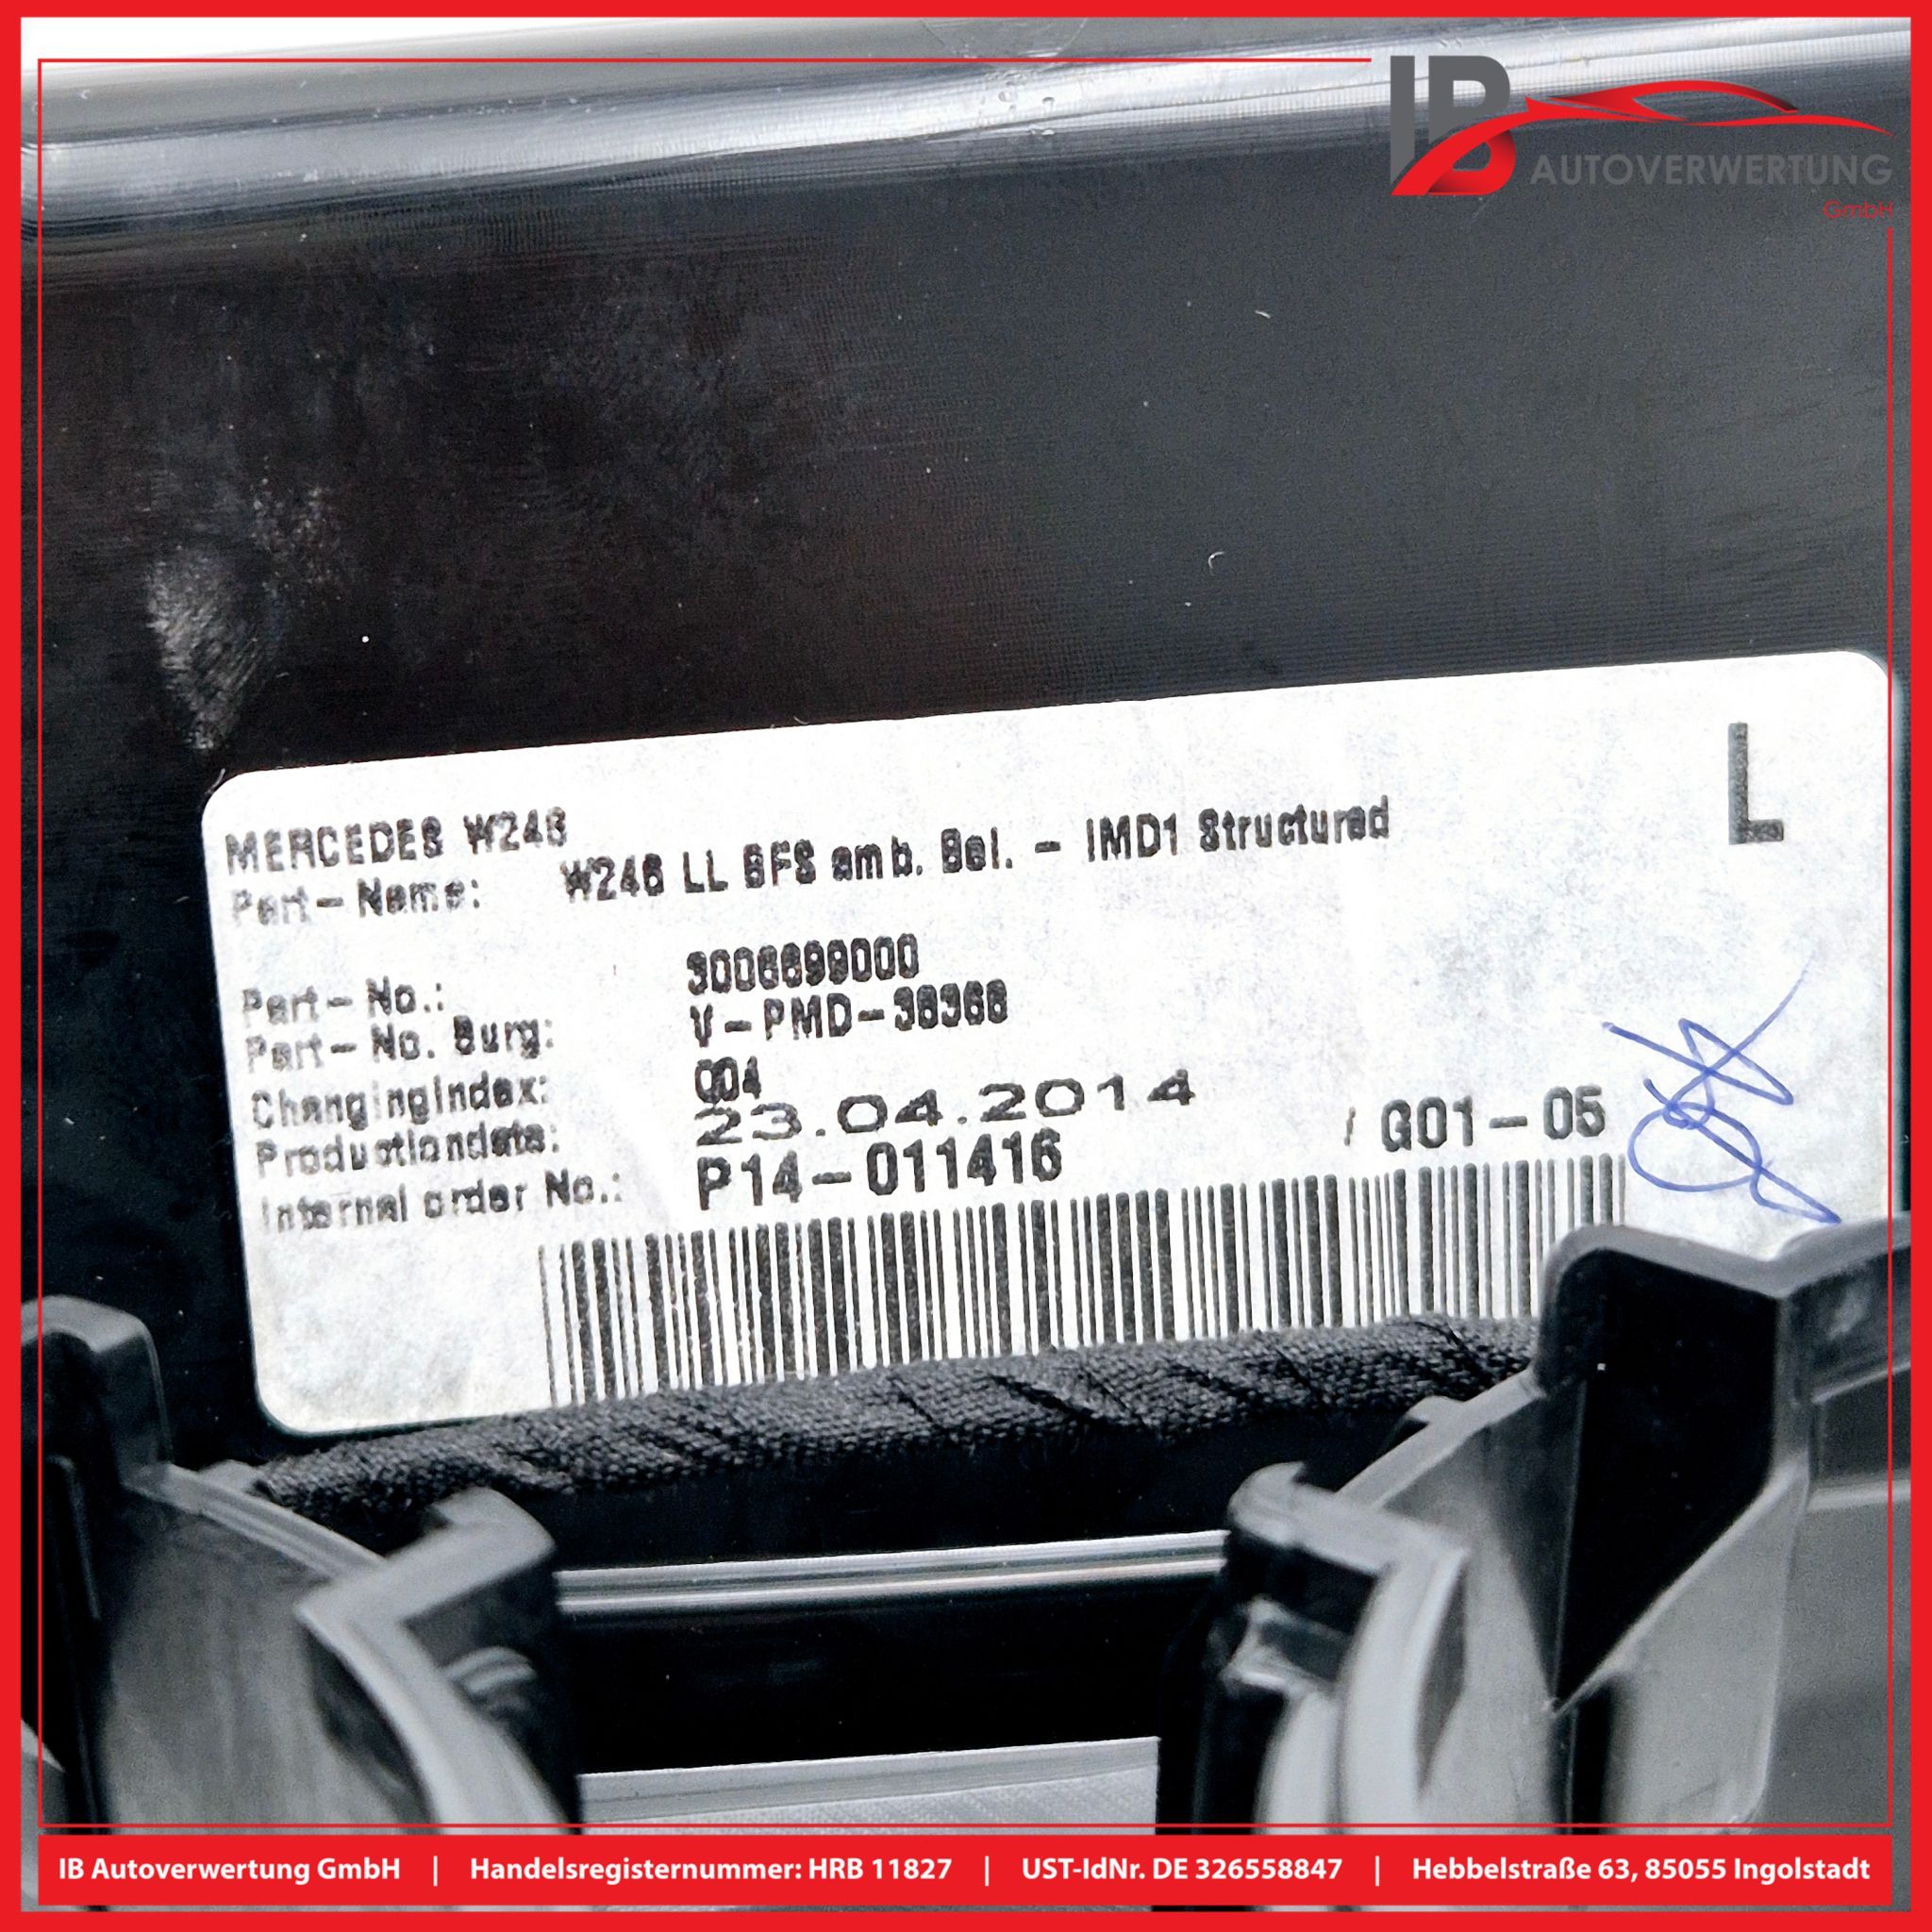 IB
AUTOVERWERTUNG
GmbH
L
MERCEDES W246
Part-Name: W246 LL BFS amb. Bel. - IMD1 Structured
Part-No.:
Part-No. Burg: V-PMD-38368
ChangingIndex: 004
Productiondate: 23.04.2014
Internal order No.: P14-011416 / G01-05
IB Autoverwertung GmbH | Handelsregisternummer: HRB 11827 | UST-IdNr. DE 326558847 | Hebbelstraße 63, 85055 Ingolstadt